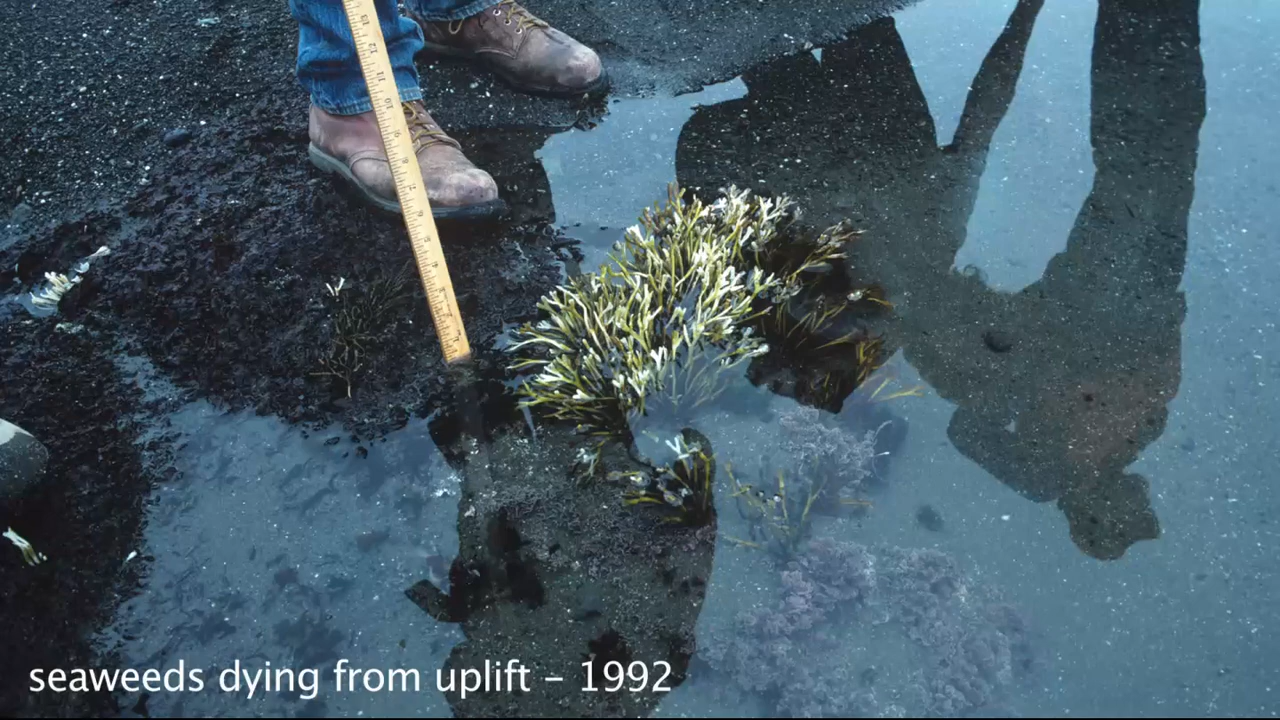 seaweeds dying from uplift – 1992